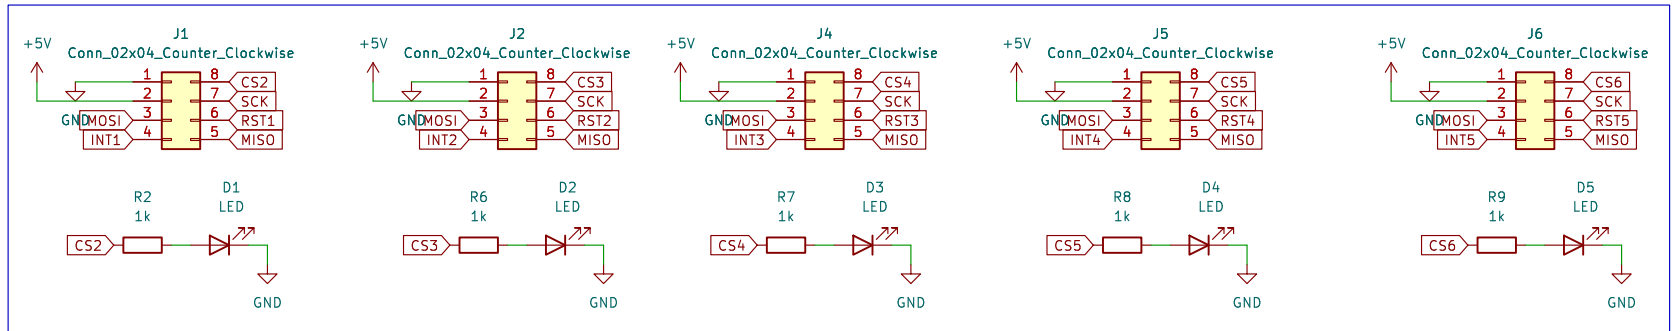 J1 J2 J4 J5 J6
+5V Conn_02x04_Counter_Clockwise +5V Conn_02x04_Counter_Clockwise +5V Conn_02x04_Counter_Clockwise +5V Conn_02x04_Counter_Clockwise +5V Conn_02x04_Counter_Clockwise
1 8 CS2 1 8 CS3 1 8 CS4 1 8 CS5 1 8 CS6
2 7 SCK 2 7 SCK 2 7 SCK 2 7 SCK 2 7 SCK
GND MOSI 3 6 RST1 GND MOSI 3 6 RST2 GND MOSI 3 6 RST3 GND MOSI 3 6 RST4 GND MOSI 3 6 RST5
INT1 4 5 MISO INT2 4 5 MISO INT3 4 5 MISO INT4 4 5 MISO INT5 4 5 MISO
R2 D1 R6 D2 R7 D3 R8 D4 R9 D5
1k LED 1k LED 1k LED 1k LED 1k LED
CS2 CS3 CS4 CS5 CS6
GND GND GND GND GND